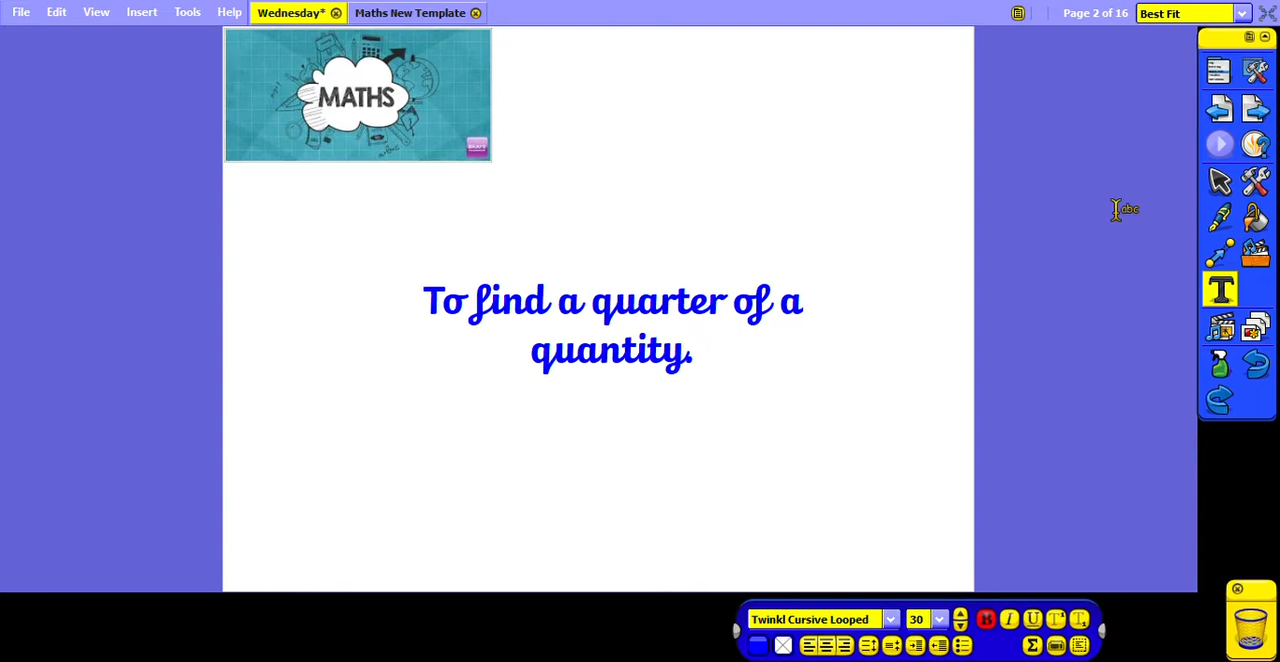 File Edit View Insert Tools Help Wednesday* Maths New Template Page 2 of 16 Best Fit
MATHS
abc
To find a quarter of a
quantity.
Twinkl Cursive Looped 30 B I U T T
Σ